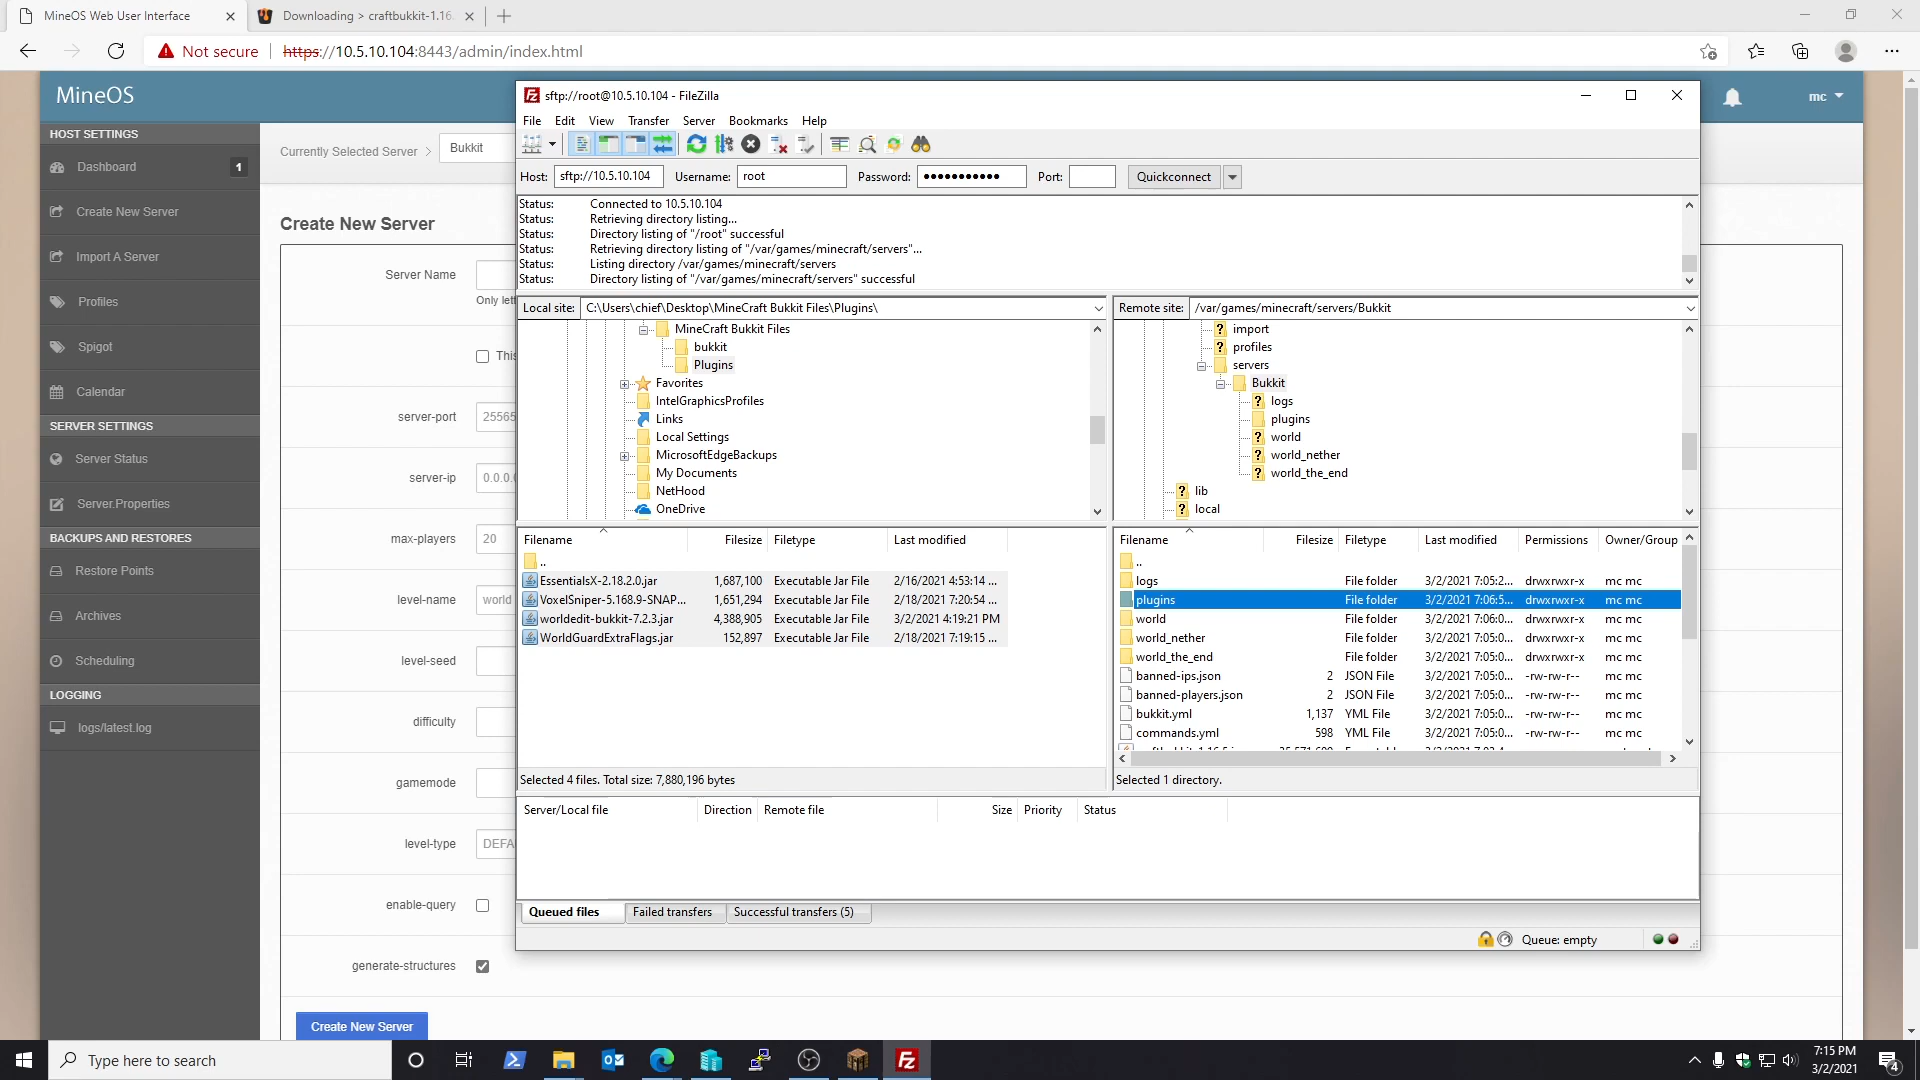 MineOS Web User Interface
Downloading > craftbukkit-1.16.
Not secure
https://10.5.10.104:8443/admin/index.html
MineOS
mc
HOST SETTINGS
Dashboard 1
Create New Server
Import A Server
Profiles
Spigot
Calendar
SERVER SETTINGS
Server Status
Server.Properties
BACKUPS AND RESTORES
Restore Points
Archives
Scheduling
LOGGING
logs/latest.log
Currently Selected Server > Bukkit
Create New Server
Server Name
Only lett
This
server-port 25565
server-ip 0.0.0.
max-players 20
level-name world
level-seed
difficulty
gamemode
level-type DEFA
enable-query
generate-structures
Create New Server
sftp://root@10.5.10.104 - FileZilla
File Edit View Transfer Server Bookmarks Help
Host: sftp://10.5.10.104 Username: root Password: ●●●●●●●●●●● Port: Quickconnect
Status: Connected to 10.5.10.104
Status: Retrieving directory listing...
Status: Directory listing of "/root" successful
Status: Retrieving directory listing of "/var/games/minecraft/servers"...
Status: Listing directory /var/games/minecraft/servers
Status: Directory listing of "/var/games/minecraft/servers" successful
Local site: C:\Users\chief\Desktop\MineCraft Bukkit Files\Plugins\
MineCraft Bukkit Files
bukkit
Plugins
Favorites
IntelGraphicsProfiles
Links
Local Settings
MicrosoftEdgeBackups
My Documents
NetHood
OneDrive
Remote site: /var/games/minecraft/servers/Bukkit
import
profiles
servers
Bukkit
logs
plugins
world
world_nether
world_the_end
lib
local
Filename Filesize Filetype Last modified
..
EssentialsX-2.18.2.0.jar 1,687,100 Executable Jar File 2/16/2021 4:53:14 ...
VoxelSniper-5.168.9-SNAP... 1,651,294 Executable Jar File 2/18/2021 7:20:54 ...
worldedit-bukkit-7.2.3.jar 4,388,905 Executable Jar File 3/2/2021 4:19:21 PM
WorldGuardExtraFlags.jar 152,897 Executable Jar File 2/18/2021 7:19:15 ...
Selected 4 files. Total size: 7,880,196 bytes
Filename Filesize Filetype Last modified Permissions Owner/Group
..
logs File folder 3/2/2021 7:05:2... drwxrwxr-x mc mc
plugins File folder 3/2/2021 7:06:5... drwxrwxr-x mc mc
world File folder 3/2/2021 7:06:0... drwxrwxr-x mc mc
world_nether File folder 3/2/2021 7:05:0... drwxrwxr-x mc mc
world_the_end File folder 3/2/2021 7:05:0... drwxrwxr-x mc mc
banned-ips.json 2 JSON File 3/2/2021 7:05:0... -rw-rw-r-- mc mc
banned-players.json 2 JSON File 3/2/2021 7:05:0... -rw-rw-r-- mc mc
bukkit.yml 1,137 YML File 3/2/2021 7:05:0... -rw-rw-r-- mc mc
commands.yml 598 YML File 3/2/2021 7:05:0... -rw-rw-r-- mc mc
Selected 1 directory.
Server/Local file Direction Remote file Size Priority Status
Queued files Failed transfers Successful transfers (5)
Queue: empty
Type here to search
7:15 PM
3/2/2021
4